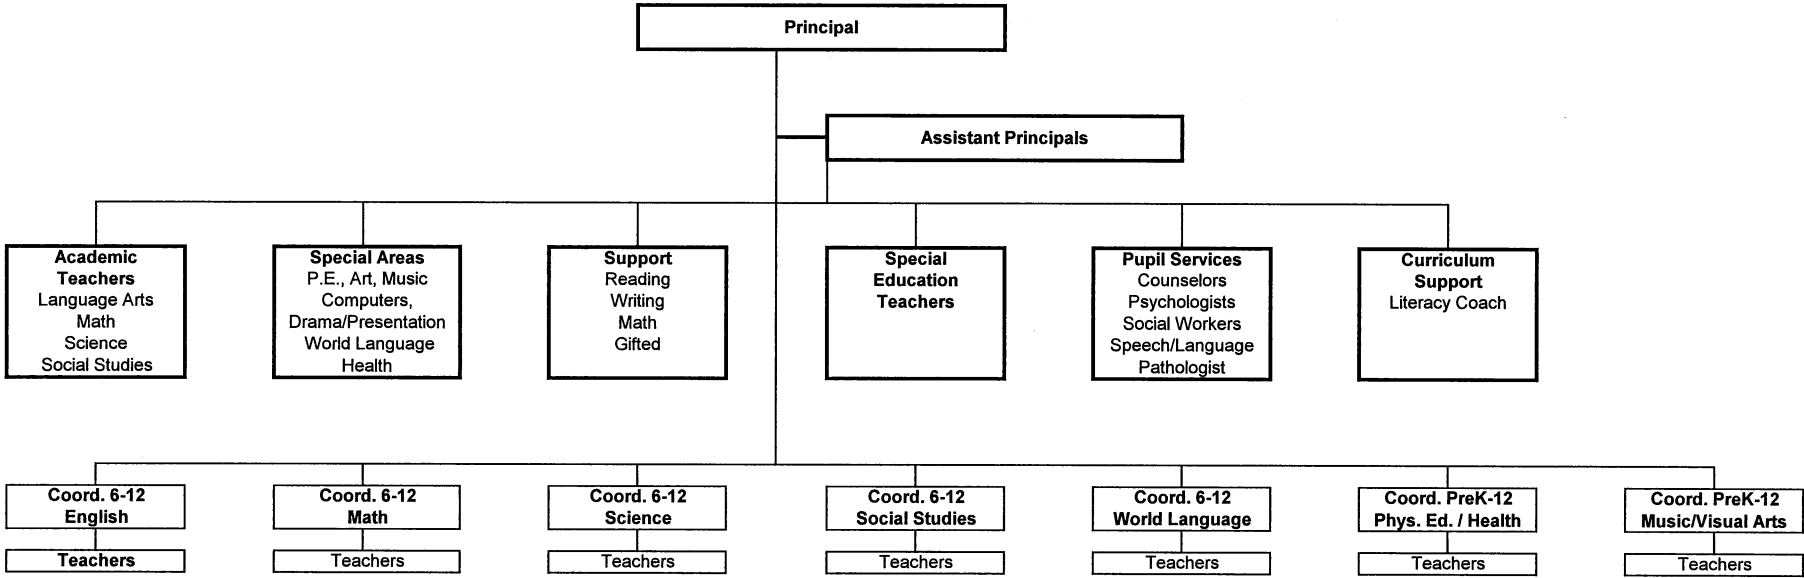 Principal
Assistant Principals
Academic
Teachers
Language Arts
Math
Science
Social Studies
Special Areas
P.E., Art, Music
Computers,
Drama/Presentation
World Language
Health
Support
Reading
Writing
Math
Gifted
Special
Education
Teachers
Pupil Services
Counselors
Psychologists
Social Workers
Speech/Language
Pathologist
Curriculum
Support
Literacy Coach
Coord. 6-12
English
Teachers
Coord. 6-12
Math
Teachers
Coord. 6-12
Science
Teachers
Coord. 6-12
Social Studies
Teachers
Coord. 6-12
World Language
Teachers
Coord. PreK-12
Phys. Ed. / Health
Teachers
Coord. PreK-12
Music/Visual Arts
Teachers